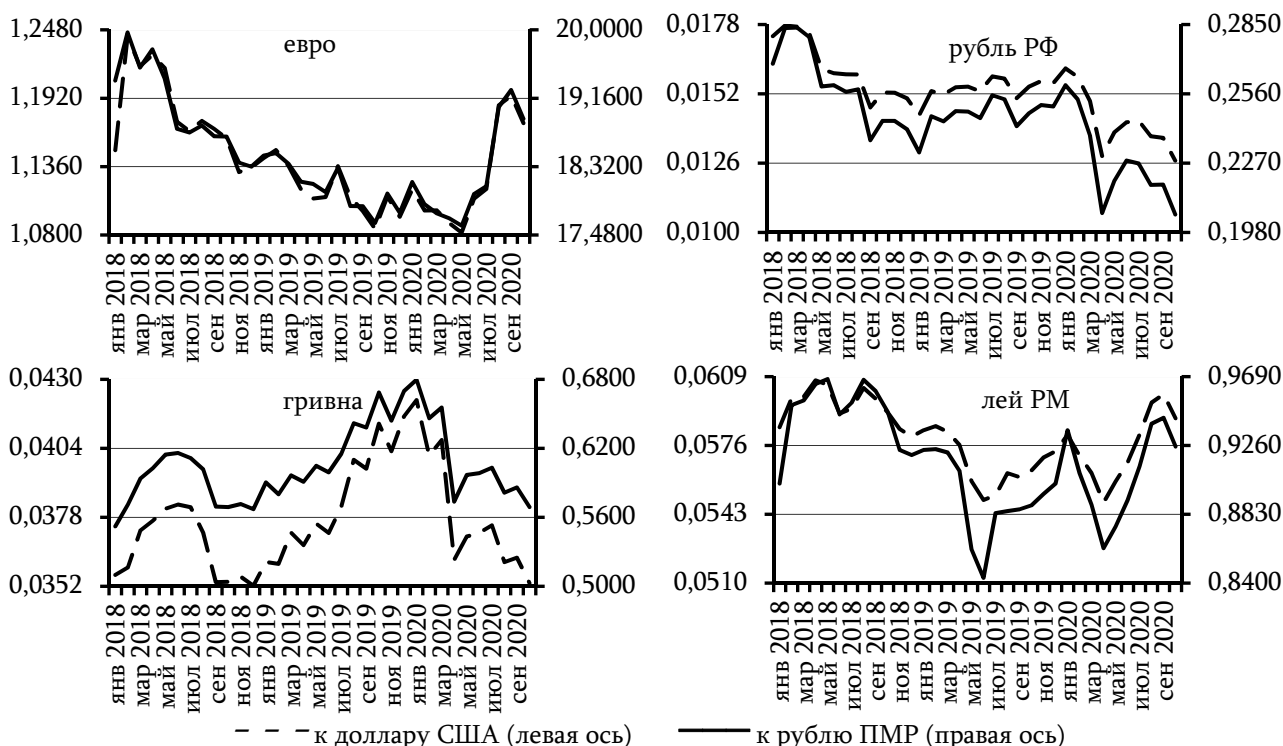 евро
1,2480
1,1920
1,1360
1,0800
20,0000
19,1600
18,3200
17,4800
янв 2018
мар 2018
май 2018
июл 2018
сен 2018
ноя 2018
янв 2019
мар 2019
май 2019
июл 2019
сен 2019
ноя 2019
янв 2020
мар 2020
май 2020
июл 2020
сен 2020
рубль РФ
0,0178
0,0152
0,0126
0,0100
0,2850
0,2560
0,2270
0,1980
янв 2018
мар 2018
май 2018
июл 2018
сен 2018
ноя 2018
янв 2019
мар 2019
май 2019
июл 2019
сен 2019
ноя 2019
янв 2020
мар 2020
май 2020
июл 2020
сен 2020
гривна
0,0430
0,0404
0,0378
0,0352
0,6800
0,6200
0,5600
0,5000
янв 2018
мар 2018
май 2018
июл 2018
сен 2018
ноя 2018
янв 2019
мар 2019
май 2019
июл 2019
сен 2019
ноя 2019
янв 2020
мар 2020
май 2020
июл 2020
сен 2020
лей РМ
0,0609
0,0576
0,0543
0,0510
0,9690
0,9260
0,8830
0,8400
янв 2018
мар 2018
май 2018
июл 2018
сен 2018
ноя 2018
янв 2019
мар 2019
май 2019
июл 2019
сен 2019
ноя 2019
янв 2020
мар 2020
май 2020
июл 2020
сен 2020
к доллару США (левая ось)
к рублю ПМР (правая ось)